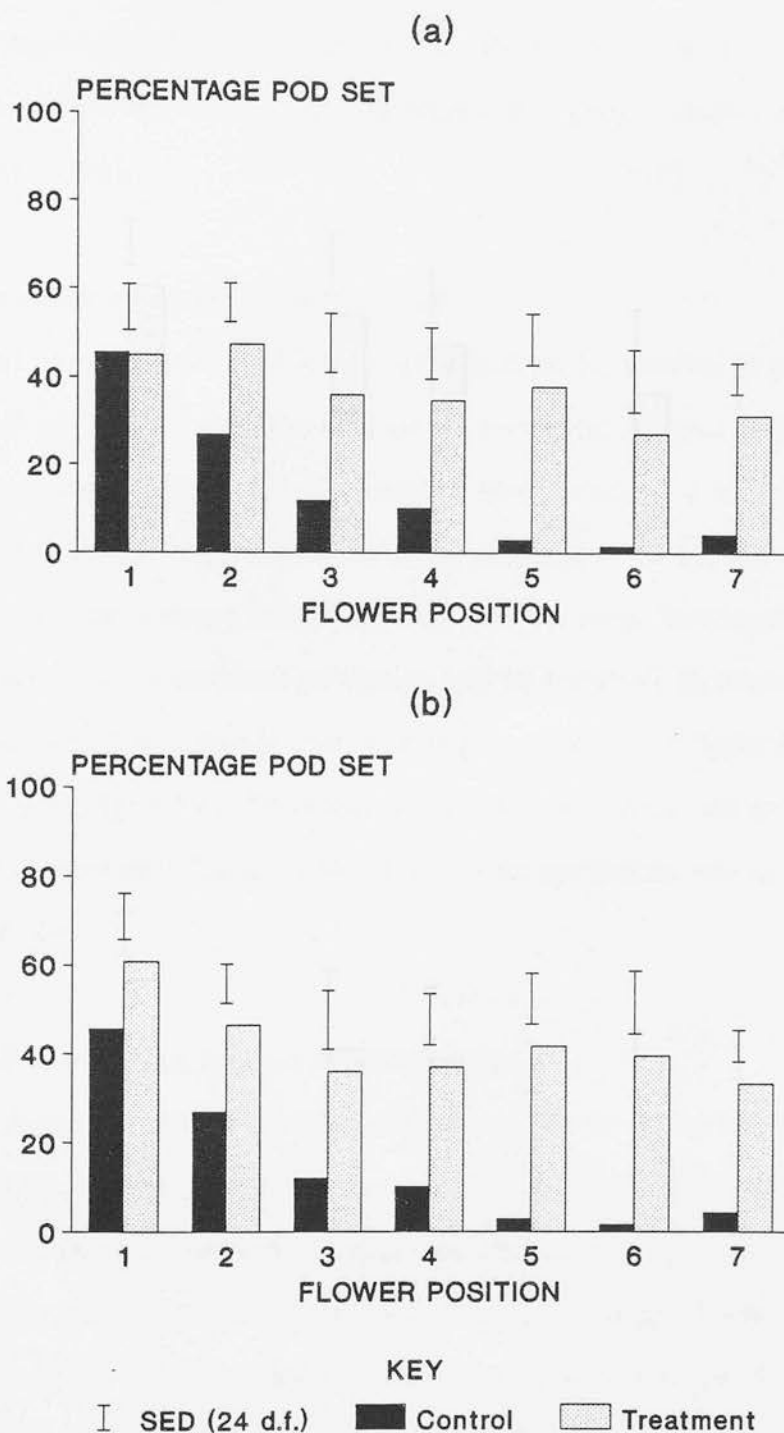 (a)
PERCENTAGE POD SET
100
80
60
40
20
0
1 2 3 4 5 6 7
FLOWER POSITION
(b)
PERCENTAGE POD SET
100
80
60
40
20
0
1 2 3 4 5 6 7
FLOWER POSITION
KEY
SED (24 d.f.) Control Treatment